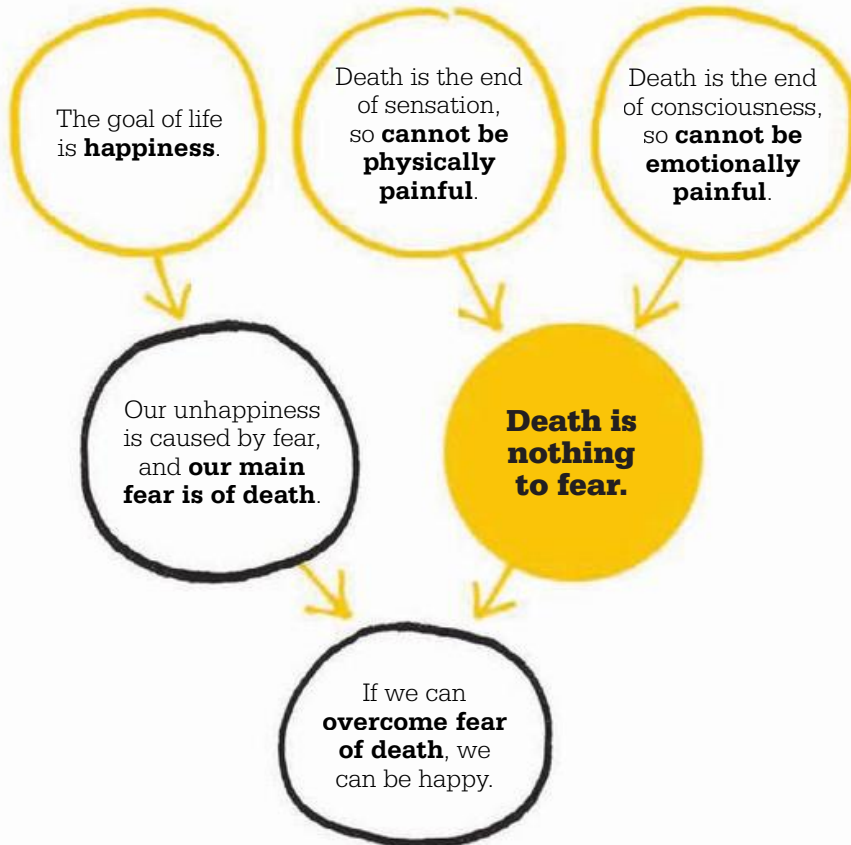 The goal of life
is happiness.
Death is the end
of sensation,
so cannot be
physically
painful.
Death is the end
of consciousness,
so cannot be
emotionally
painful.
Our unhappiness
is caused by fear,
and our main
fear is of death.
Death is
nothing
to fear.
If we can
overcome fear
of death, we
can be happy.